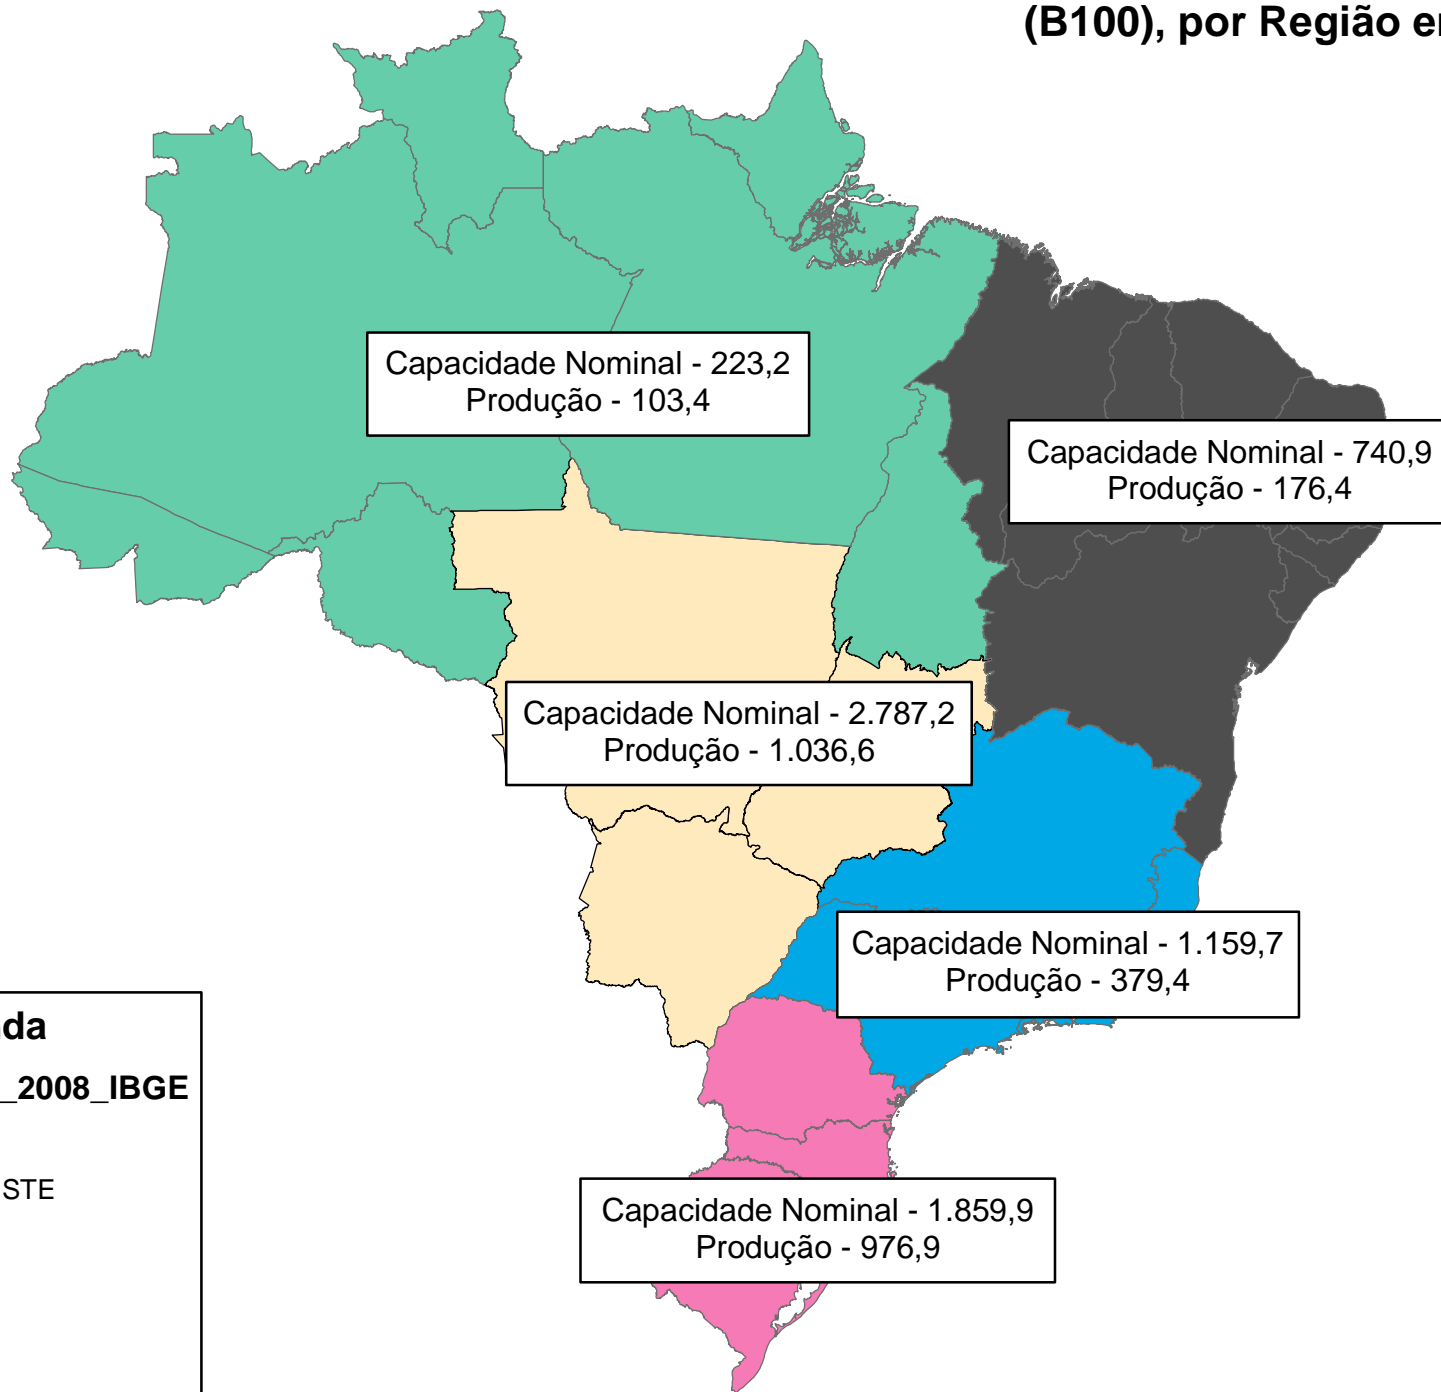 (B100), por Região
Capacidade Nominal - 223,2
Produção - 103,4
Capacidade Nominal - 740,9
Produção - 176,4
Capacidade Nominal - 2.787,2
Produção - 1.036,6
Capacidade Nominal - 1.159,7
Produção - 379,4
Capacidade Nominal - 1.859,9
Produção - 976,9
nda
_2008_IBGE
STE